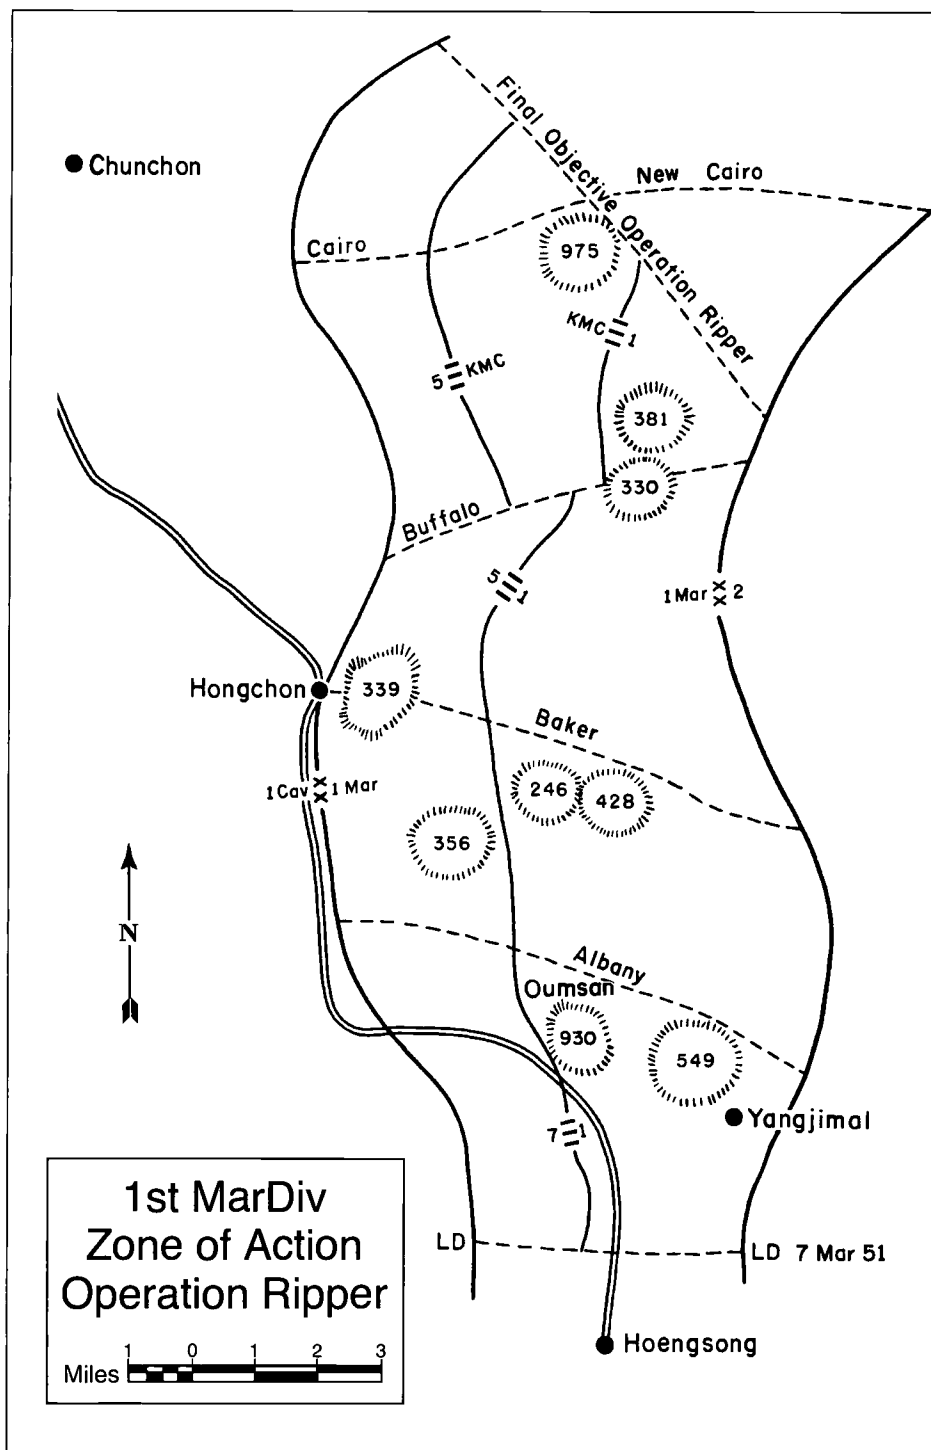 Final Objective Operation Ripper
Chunchon
New Cairo
Cairo
975
KMC 1
5 KMC
381
330
Buffalo
5 1
1 Mar 2
Hongchon
339
Baker
1 Cav 1 Mar
246
428
356
N
Albany
Oumsan
930
549
Yangjimal
7 1
LD
LD 7 Mar 51
1st MarDiv
Zone of Action
Operation Ripper
Miles
1 0 1 2 3
Hoengsong